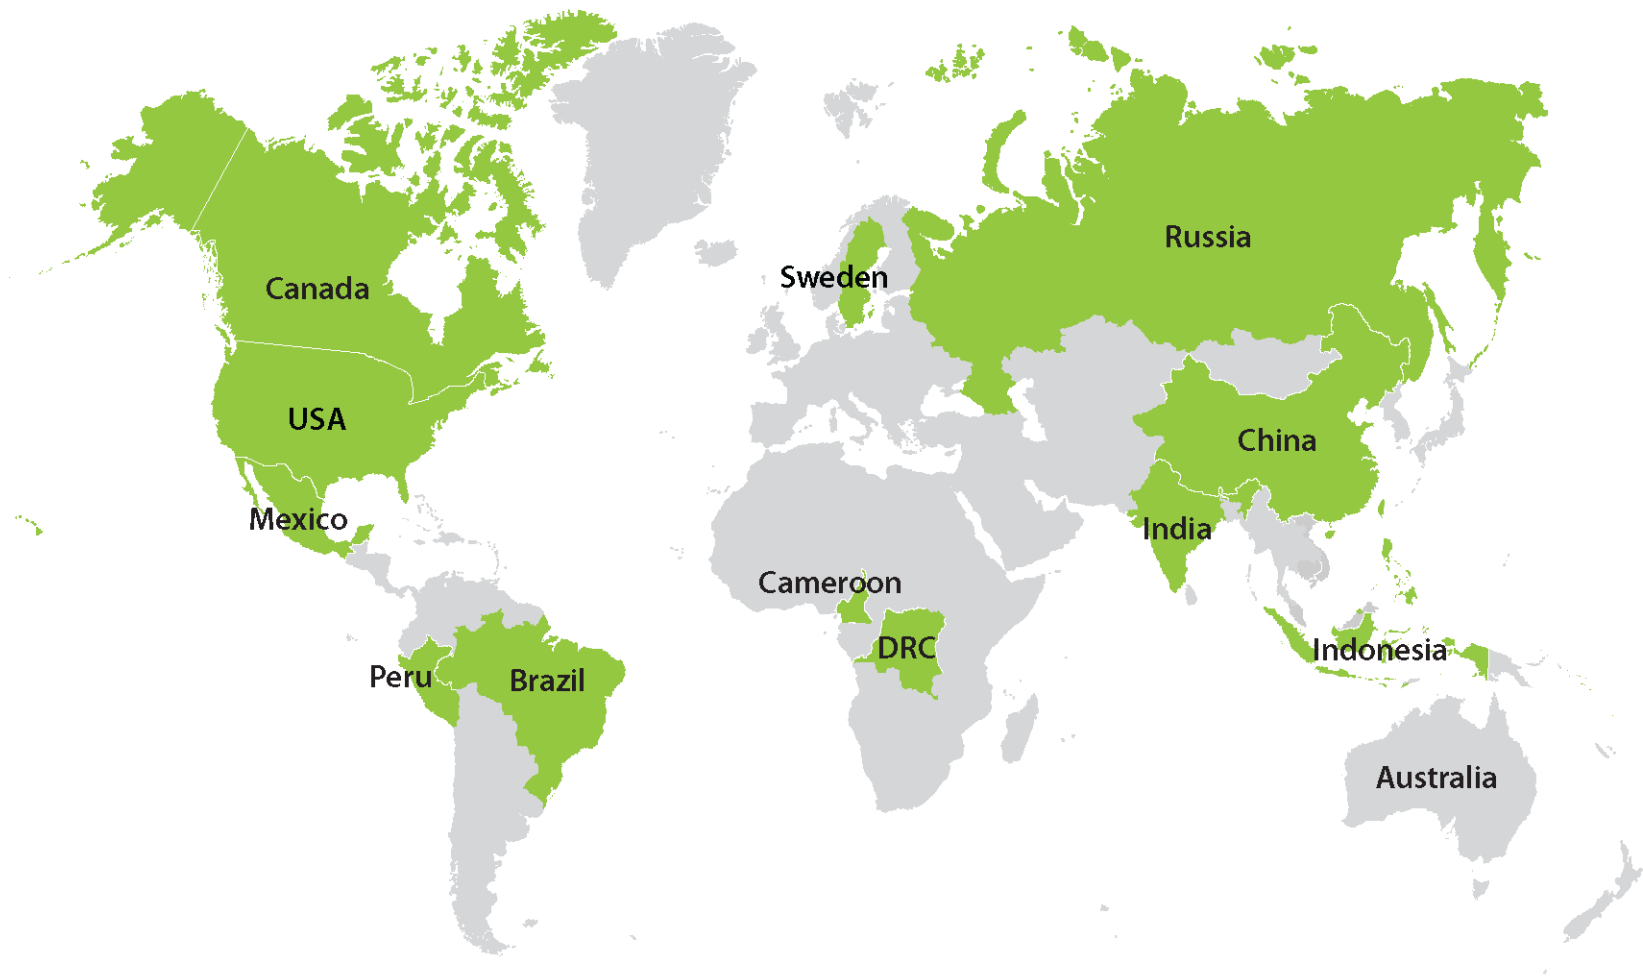 Russia
Sweden
Canada
USA
China
Mexico
India
Cameroon
DRC
Indonesia
Peru
Brazil
Australia